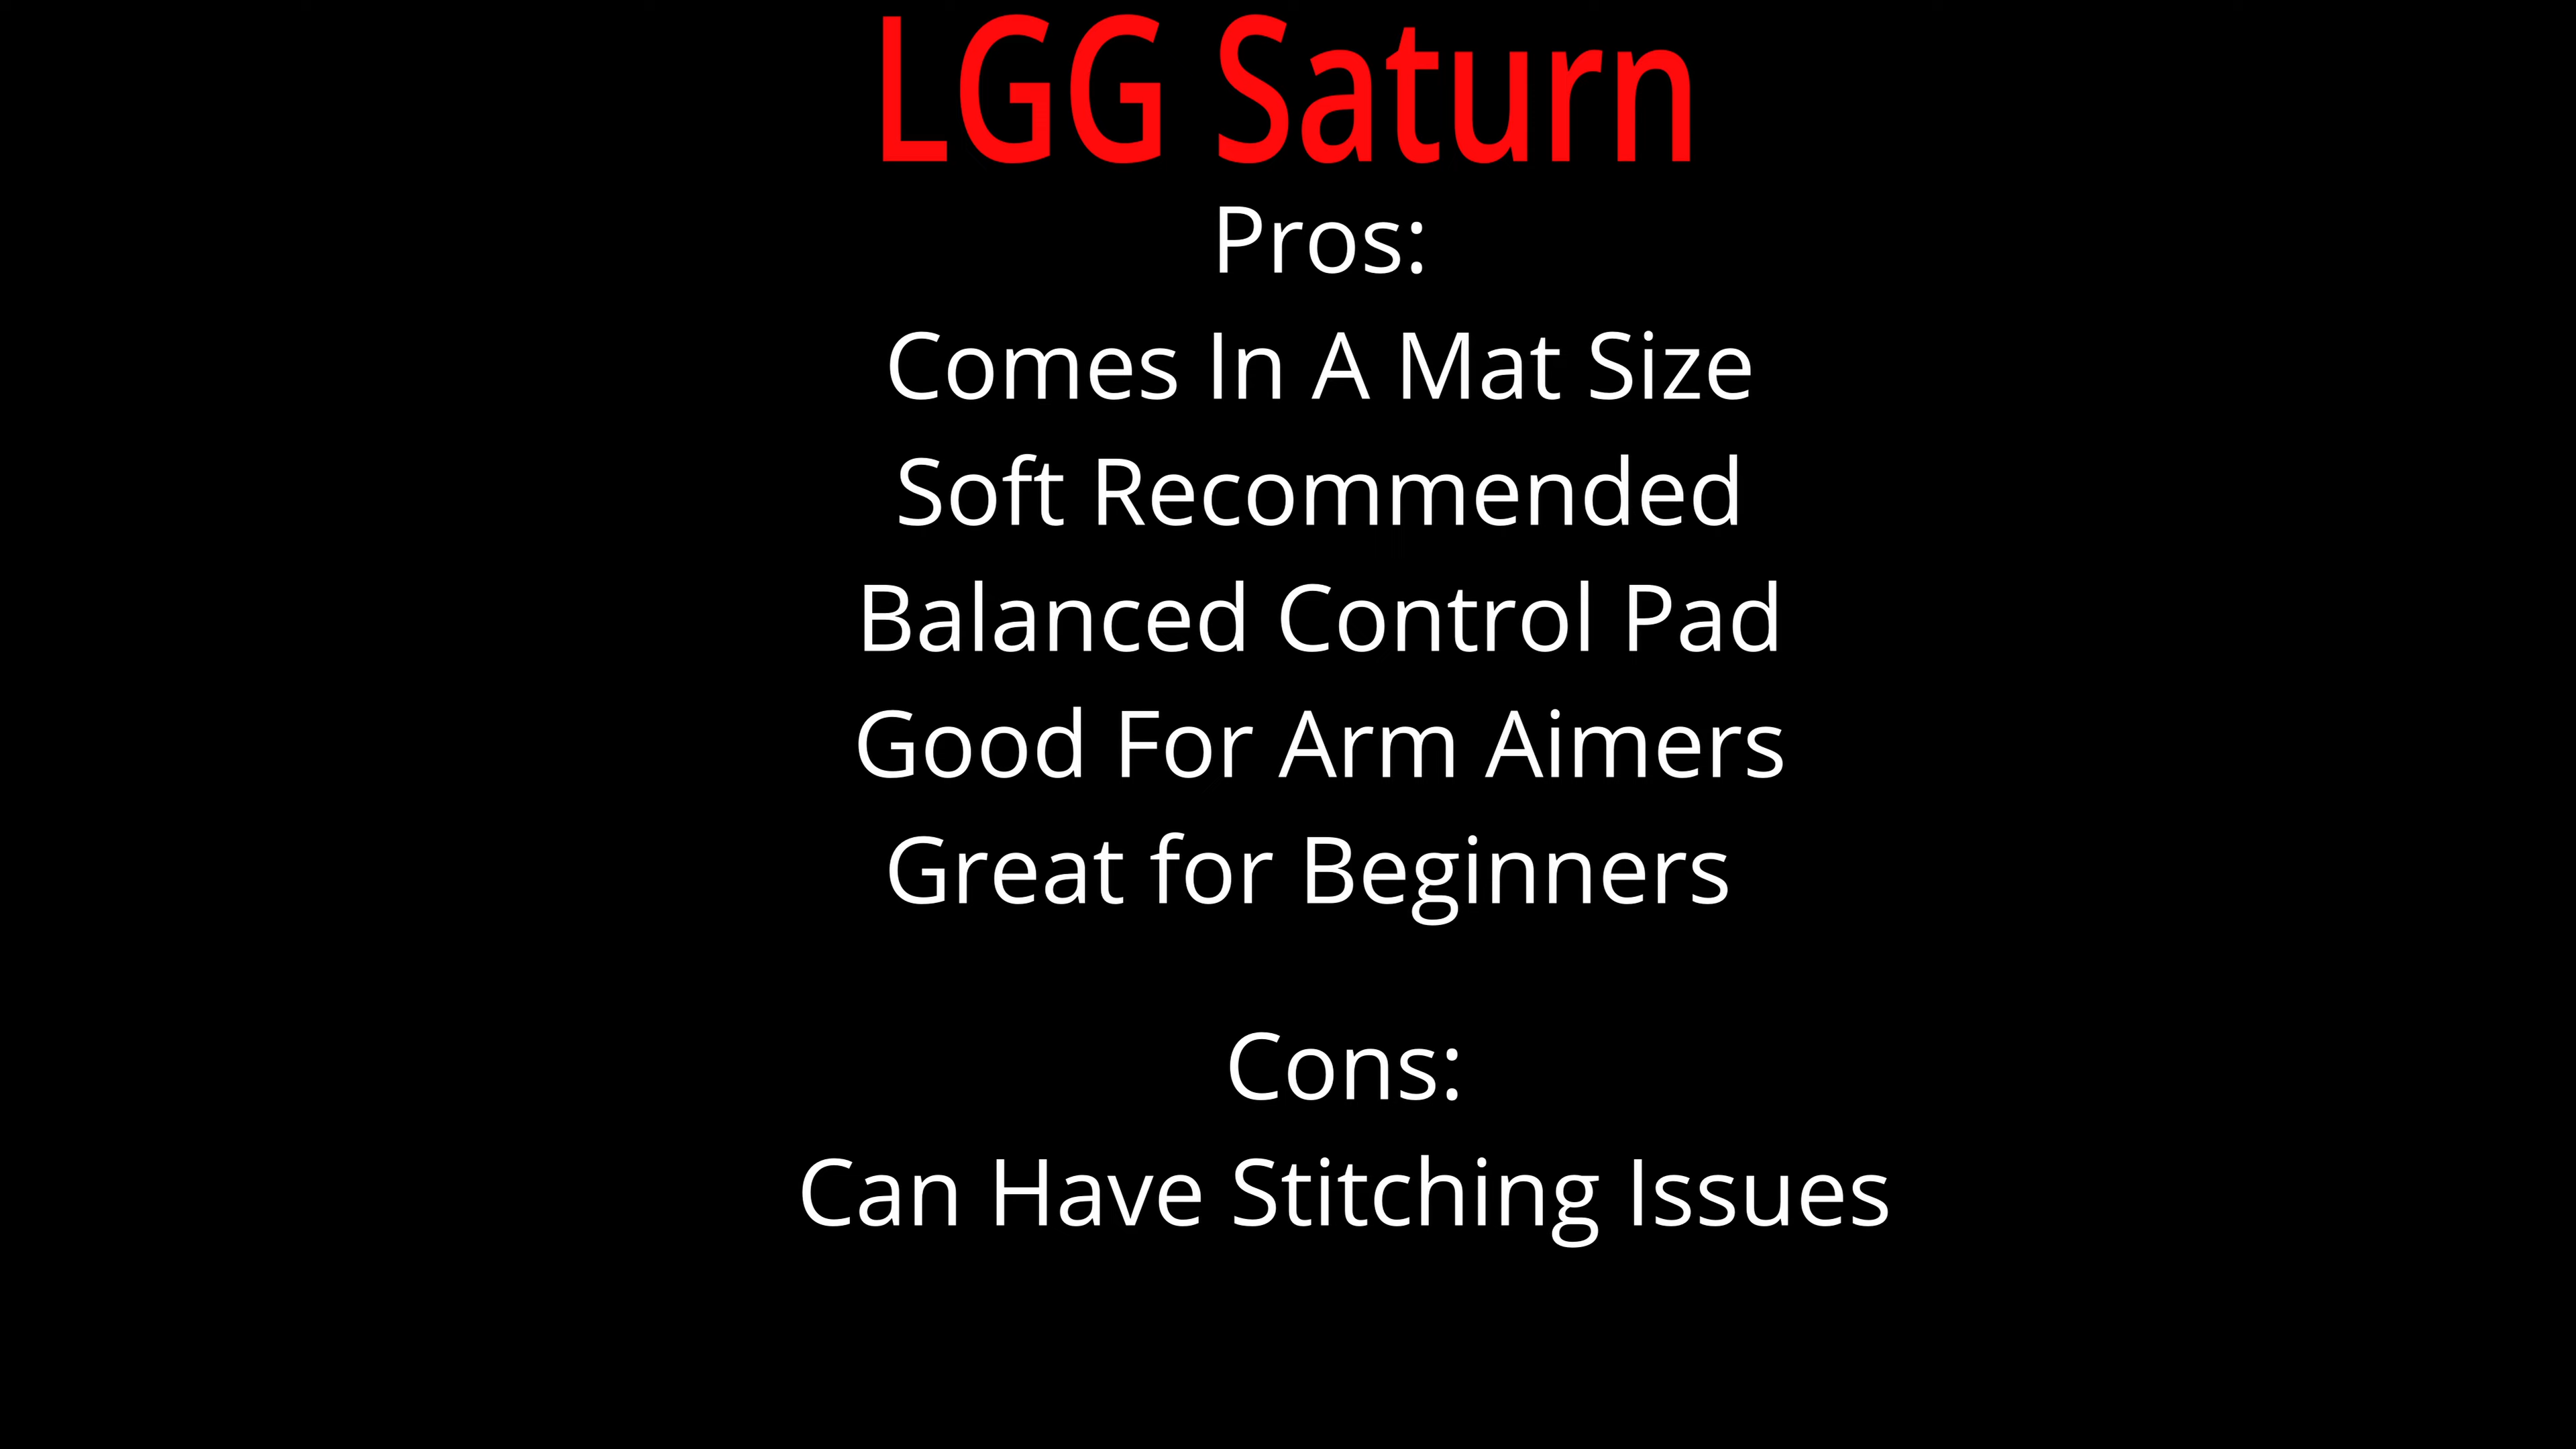 LGG Saturn
Pros:
Comes In A Mat Size
Soft Recommended
Balanced Control Pad
Good For Arm Aimers
Great for Beginners
Cons:
Can Have Stitching Issues